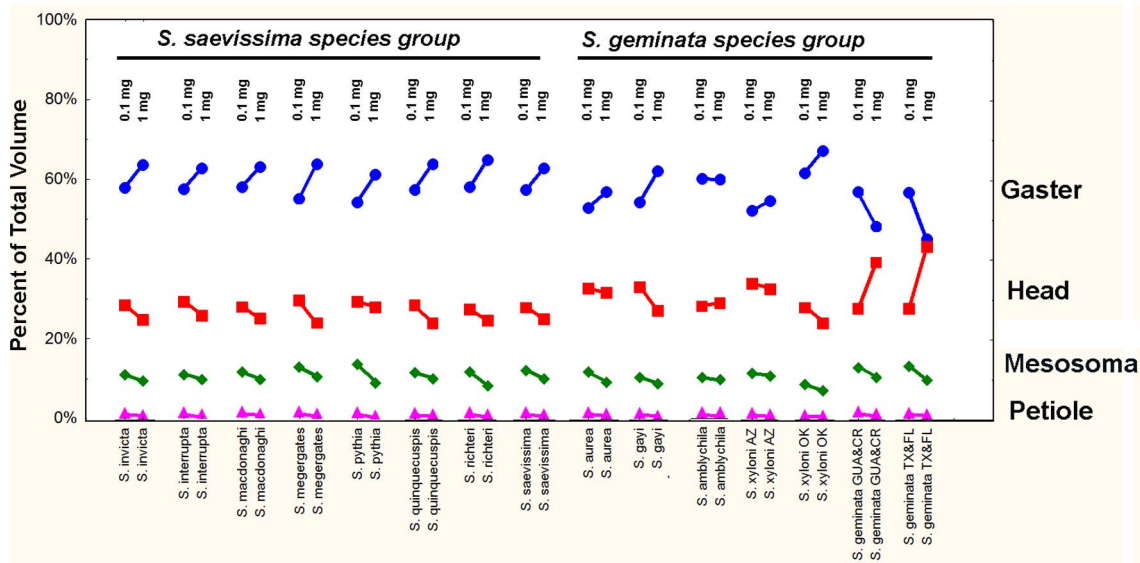 100%
S. saevissima species group
S. geminata species group
80%
0.1 mg
1 mg
0.1 mg
1 mg
0.1 mg
1 mg
0.1 mg
1 mg
0.1 mg
1 mg
0.1 mg
1 mg
0.1 mg
1 mg
0.1 mg
1 mg
0.1 mg
1 mg
0.1 mg
1 mg
0.1 mg
1 mg
0.1 mg
1 mg
0.1 mg
1 mg
0.1 mg
1 mg
0.1 mg
1 mg
Percent of Total Volume
60%
Gaster
40%
Head
20%
Mesosoma
0%
Petiole
S. invicta
S. invicta
S. interrupta
S. interrupta
S. macdonaghi
S. macdonaghi
S. megergates
S. megergates
S. pythia
S. pythia
S. quinquecuspis
S. quinquecuspis
S. richteri
S. richteri
S. saevissima
S. saevissima
S. aurea
S. aurea
S. gayi
S. gayi
S. amblychila
S. amblychila
S. xyloni AZ
S. xyloni AZ
S. xyloni OK
S. xyloni OK
S. geminata GUA&CR
S. geminata GUA&CR
S. geminata TX&FL
S. geminata TX&FL